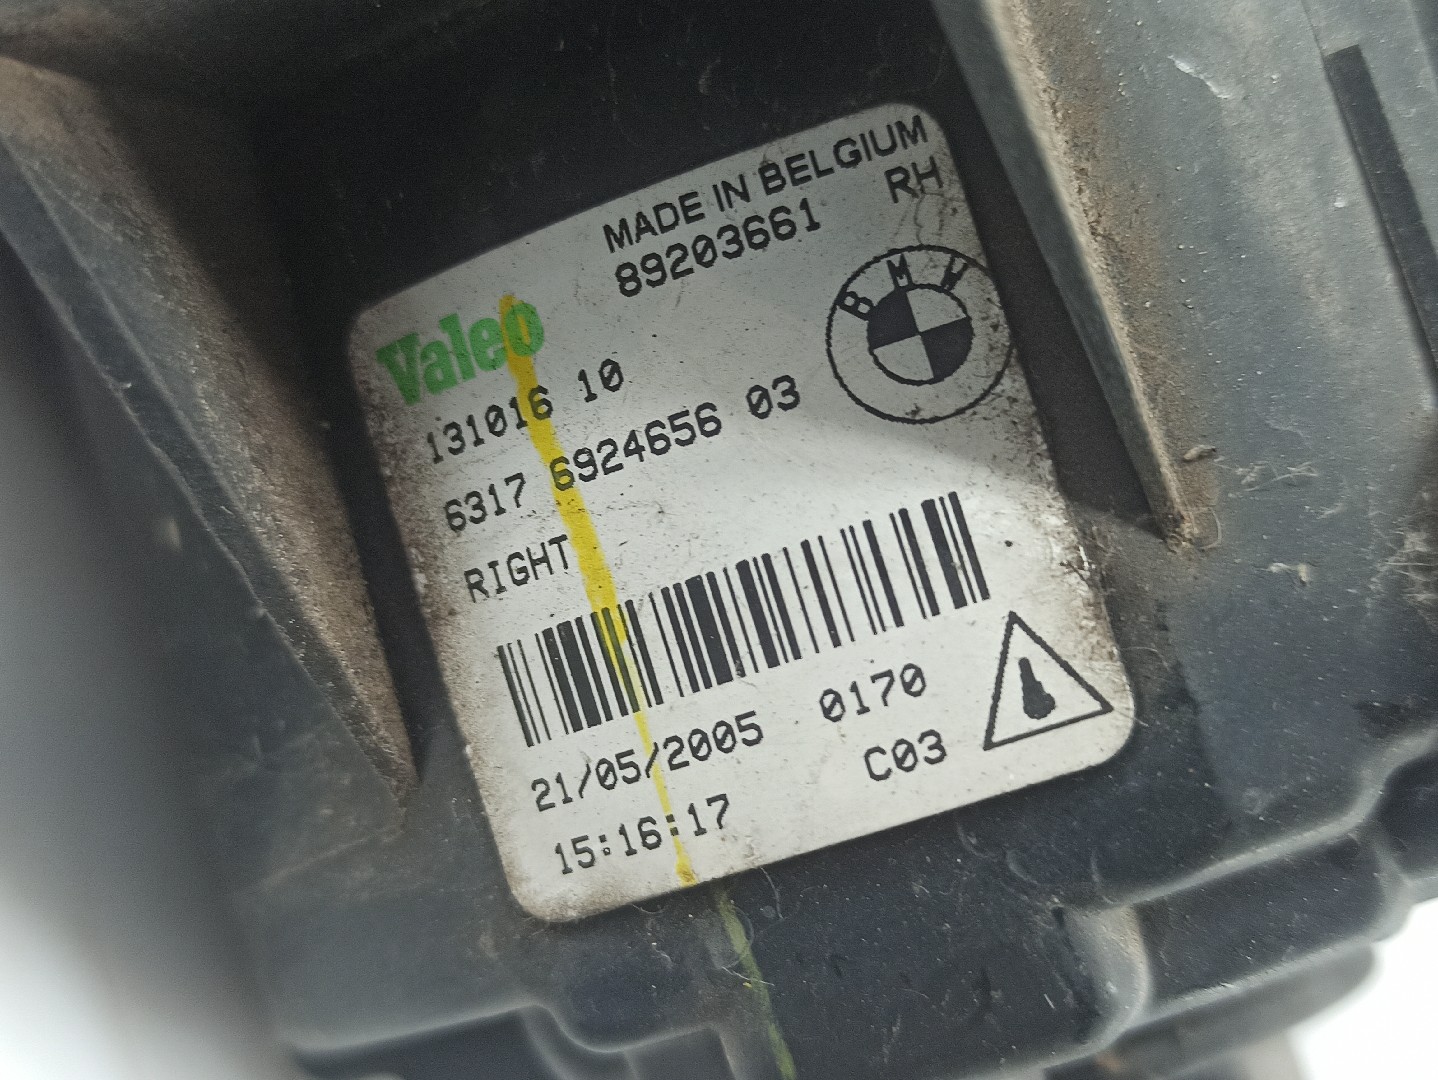 MADE IN BELGIUM
89203661 RH
Valeo
BMW
131016 10
6317 6924656 03
RIGHT
21/05/2005 0170
15:16:17 C03